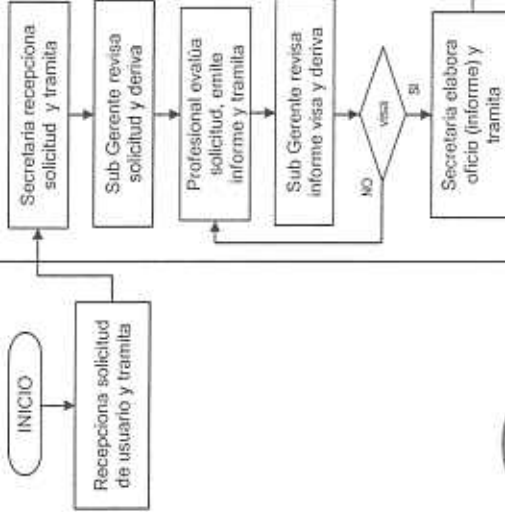 INICIO
Recepciona solicitud
de usuario y tramita
Secretaria recepciona
solicitud y tramita
Sub Gerente revisa
solicitud y deriva
Profesional evalúa
solicitud, emite
informe y tramita
Sub Gerente revisa
informe visa y deriva
visa
NO
SI
Secretaria elabora
oficio (informe) y
tramita